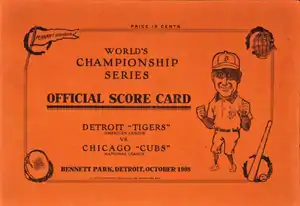 PRICE 10 CENTS
WORLD'S
CHAMPIONSHIP
SERIES
OFFICIAL SCORE CARD
DETROIT "TIGERS"
AMERICAN LEAGUE
VS.
CHICAGO "CUBS"
NATIONAL LEAGUE
BENNETT PARK, DETROIT, OCTOBER 1908